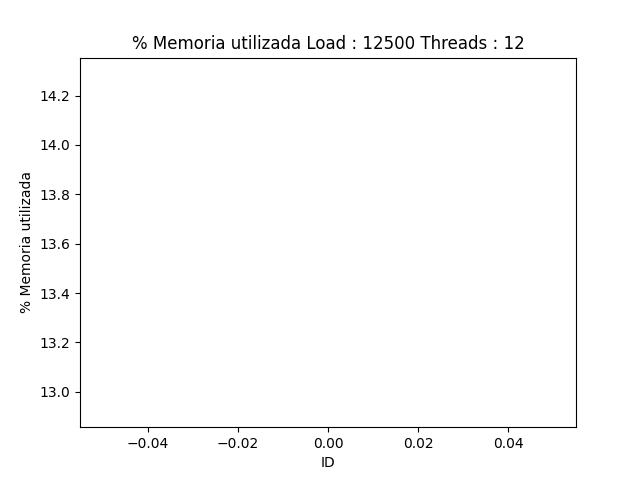 % Memoria utilizada Load : 12500 Threads : 12
14.2
14.0
13.8
13.6
13.4
13.2
13.0
% Memoria utilizada
−0.04 −0.02 0.00 0.02 0.04
ID